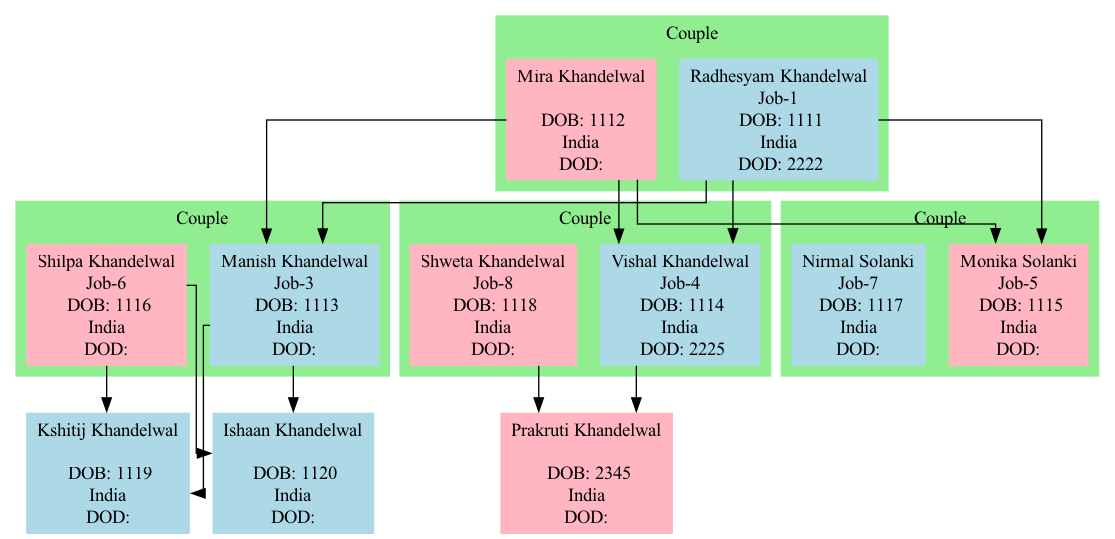 Couple
Mira Khandelwal
DOB: 1112
India
DOD:
Radhesyam Khandelwal
Job-1
DOB: 1111
India
DOD: 2222
Couple
Shilpa Khandelwal
Job-6
DOB: 1116
India
DOD:
Manish Khandelwal
Job-3
DOB: 1113
India
DOD:
Couple
Shweta Khandelwal
Job-8
DOB: 1118
India
DOD:
Vishal Khandelwal
Job-4
DOB: 1114
India
DOD: 2225
Couple
Nirmal Solanki
Job-7
DOB: 1117
India
DOD:
Monika Solanki
Job-5
DOB: 1115
India
DOD:
Kshitij Khandelwal
DOB: 1119
India
DOD:
Ishaan Khandelwal
DOB: 1120
India
DOD:
Prakruti Khandelwal
DOB: 2345
India
DOD: